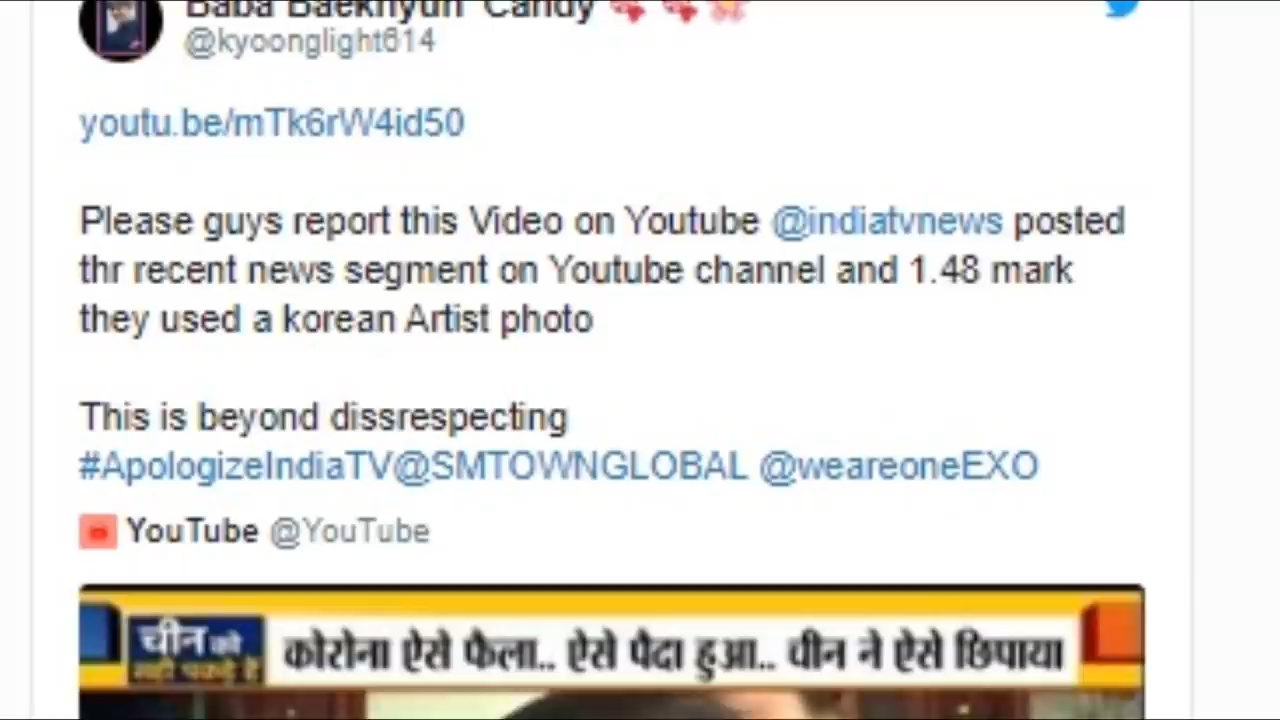 Baba Baekhyun Candy
@kyoonglight614
youtu.be/mTk6rW4id50
Please guys report this Video on Youtube @indiatvnews posted
thr recent news segment on Youtube channel and 1.48 mark
they used a korean Artist photo
This is beyond dissrespecting
#ApologizeIndiaTV@SMTOWNGLOBAL @weareoneEXO
YouTube @YouTube
चीन को
कोरोना ऐसे फैला.. ऐसे पैदा हुआ.. चीन ने ऐसे छिपाया